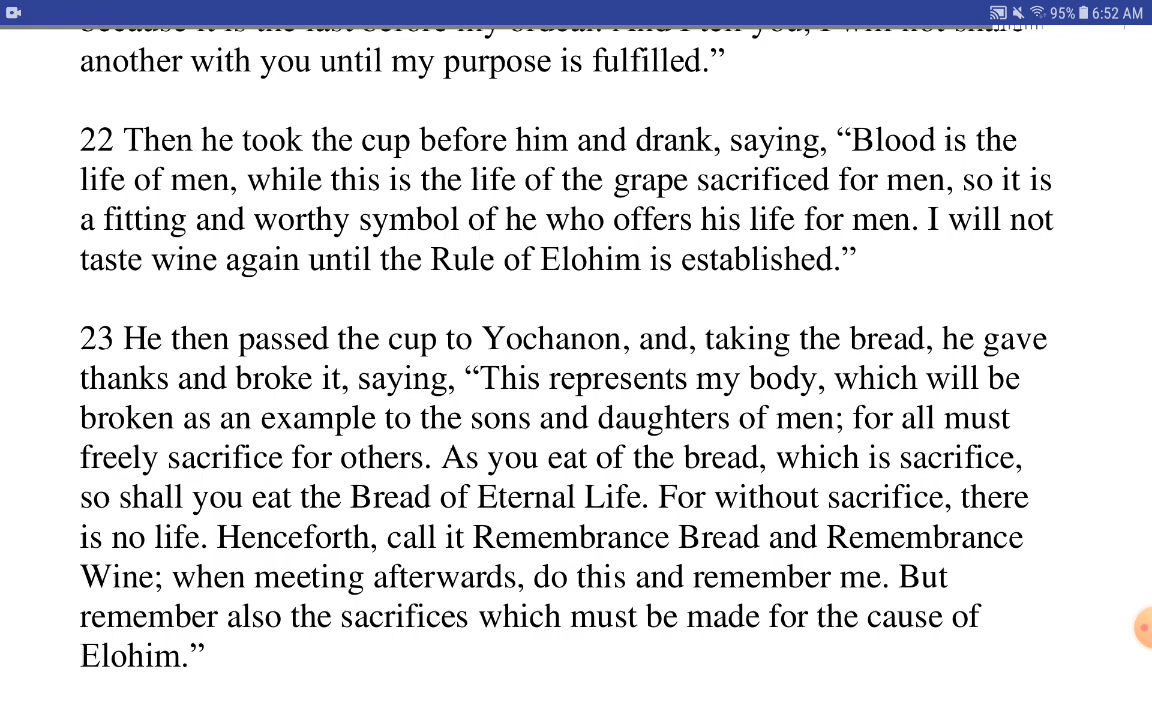 95% 6:52 AM
another with you until my purpose is fulfilled.”
22 Then he took the cup before him and drank, saying, “Blood is the
life of men, while this is the life of the grape sacrificed for men, so it is
a fitting and worthy symbol of he who offers his life for men. I will not
taste wine again until the Rule of Elohim is established.”
23 He then passed the cup to Yochanon, and, taking the bread, he gave
thanks and broke it, saying, “This represents my body, which will be
broken as an example to the sons and daughters of men; for all must
freely sacrifice for others. As you eat of the bread, which is sacrifice,
so shall you eat the Bread of Eternal Life. For without sacrifice, there
is no life. Henceforth, call it Remembrance Bread and Remembrance
Wine; when meeting afterwards, do this and remember me. But
remember also the sacrifices which must be made for the cause of
Elohim.”